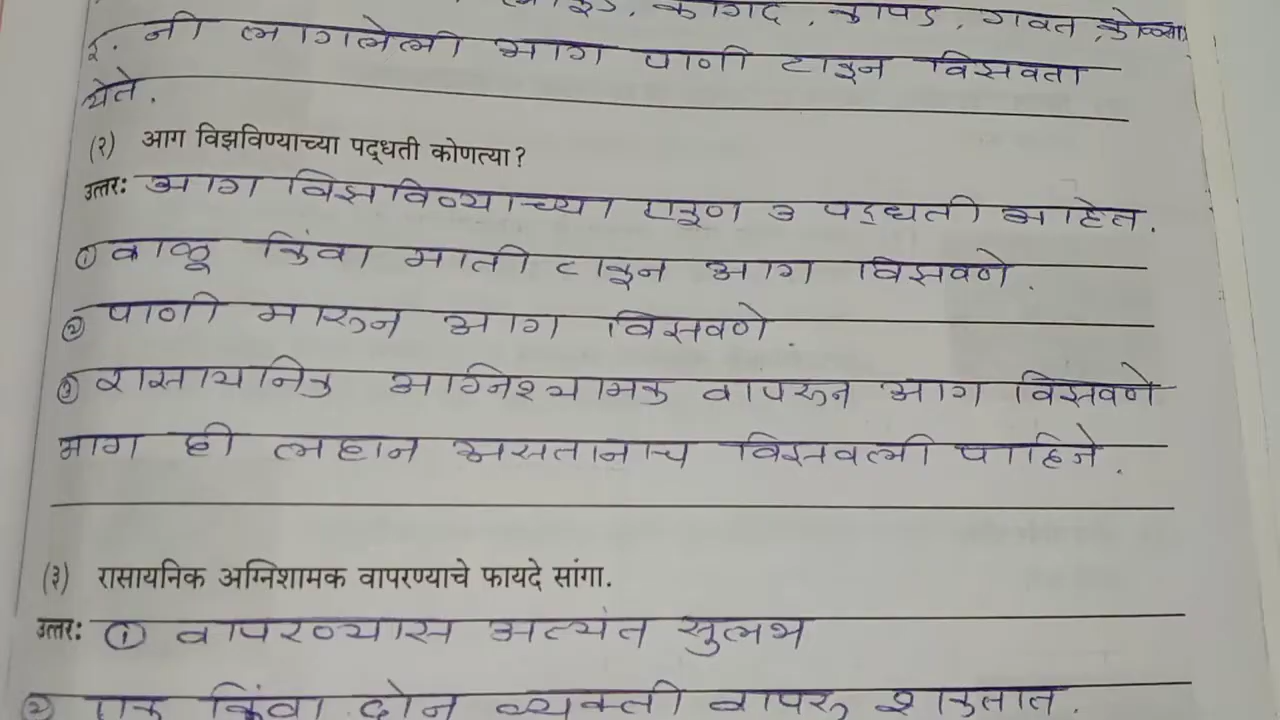 कागद, कापड, गवत, कोळसा
इ. नी लागलेली आग पाणी टाकून विझवता
येते.
(२) आग विझविण्याच्या पद्धती कोणत्या?
उत्तर: आग विझविण्याच्या एकूण ३ पद्धती आहेत.
① वाळू किंवा माती टाकून आग विझवणे.
② पाणी मारून आग विझवणे.
③ रासायनिक अग्निश्यामक वापरून आग विझवणे
आग ही लहान असतानाच विझवली पाहिजे.
(३) रासायनिक अग्निशामक वापरण्याचे फायदे सांगा.
उत्तर: ① वापरण्यास अत्यंत सुलभ
② एक किंवा दोन व्यक्ती वापरू शकतात.